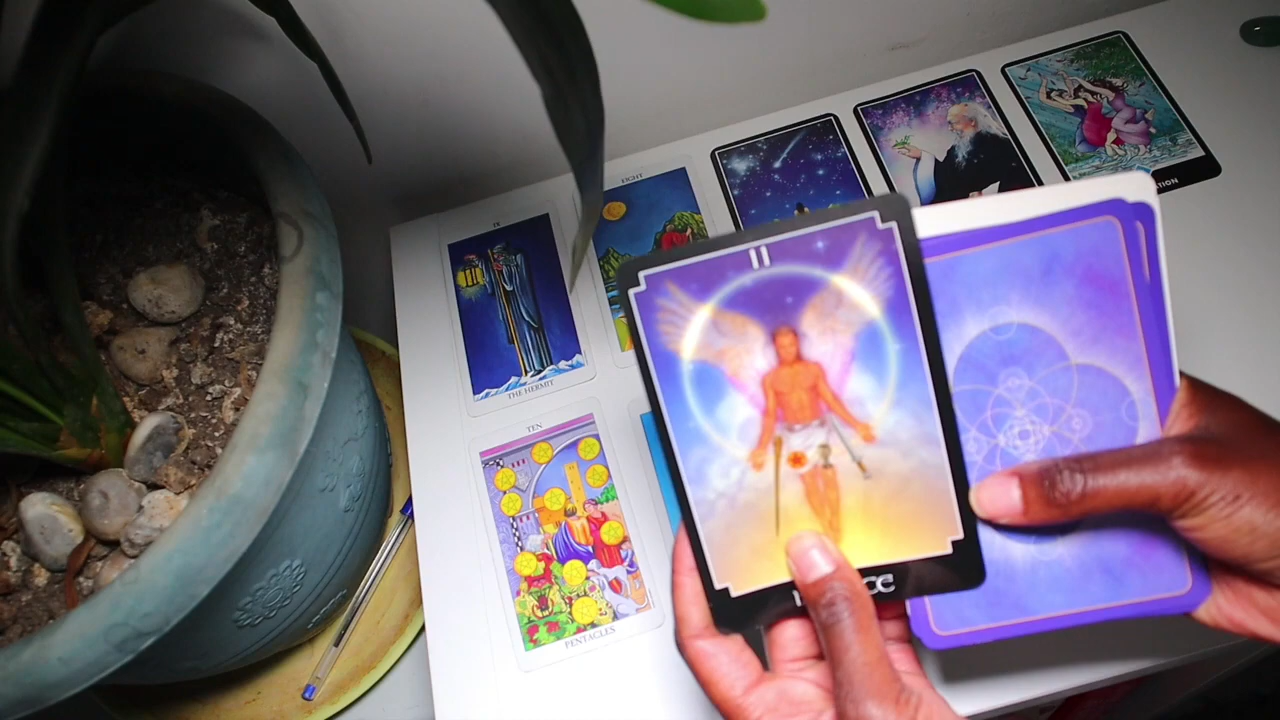 IX
THE HERMIT
EIGHT
TEN
PENTACLES
II